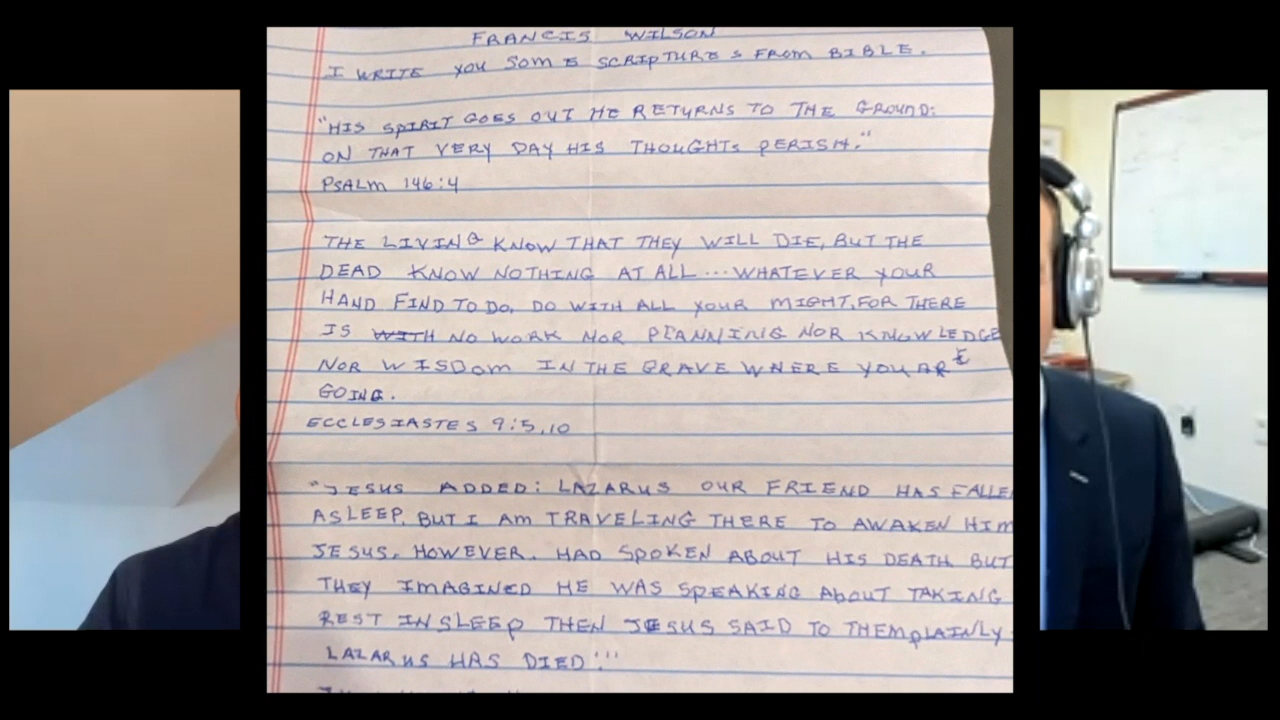 FRANCIS WILSON
I WRITE YOU SOME SCRIPTURES FROM BIBLE.
"HIS SPIRIT GOES OUT HE RETURNS TO THE GROUND:
ON THAT VERY DAY HIS THOUGHTS PERISH."
PSALM 146:4
THE LIVING KNOW THAT THEY WILL DIE, BUT THE
DEAD KNOW NOTHING AT ALL... WHATEVER YOUR
HAND FIND TO DO, DO WITH ALL YOUR MIGHT, FOR THERE
IS WITH NO WORK NOR PLANNING NOR KNOWLEDGE
NOR WISDOM IN THE GRAVE WHERE YOU ARE
GOING.
ECCLESIASTES 9:5,10
"JESUS ADDED: LAZARUS OUR FRIEND HAS FALLE
ASLEEP, BUT I AM TRAVELING THERE TO AWAKEN HIM
JESUS, HOWEVER, HAD SPOKEN ABOUT HIS DEATH BUT
THEY IMAGINED HE WAS SPEAKING ABOUT TAKING
REST IN SLEEP THEN JESUS SAID TO THEM PLAINLY:
LAZARUS HAS DIED!"